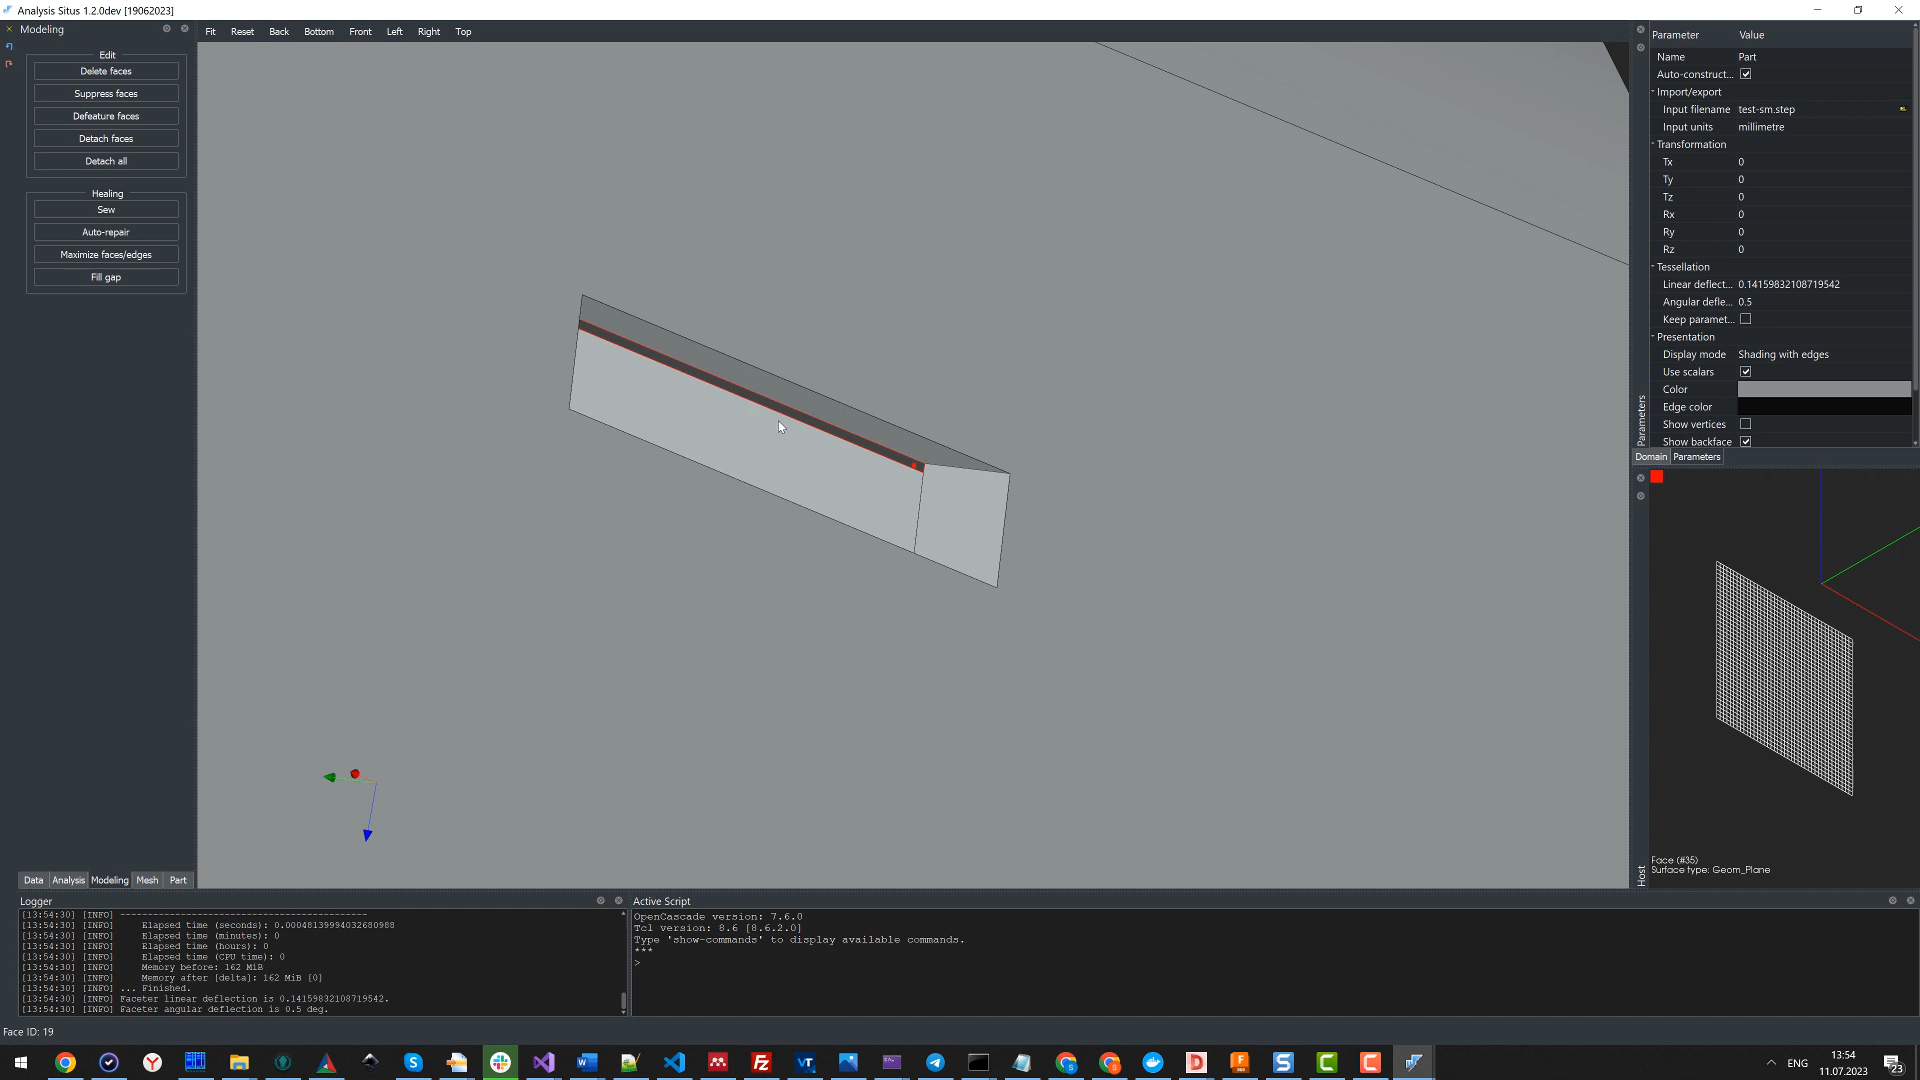 Analysis Situs 1.2.0dev [19062023]
Modeling
Edit
Delete faces
Suppress faces
Defeature faces
Detach faces
Detach all
Healing
Sew
Auto-repair
Maximize faces/edges
Fill gap
Data Analysis Modeling Mesh Part
Fit Reset Back Bottom Front Left Right Top
Parameter Value
Name Part
Auto-construct...
Import/export
Input filename test-sm.step
Input units millimetre
Transformation
Tx 0
Ty 0
Tz 0
Rx 0
Ry 0
Rz 0
Tessellation
Linear deflect... 0.14159832108719542
Angular defle... 0.5
Keep paramet...
Presentation
Display mode Shading with edges
Use scalars
Color
Edge color
Show vertices
Show backface
Parameters
Domain Parameters
Host
Face (#35)
Surface type: Geom_Plane
Logger
[13:54:30] [INFO] ---------------------------------------------
[13:54:30] [INFO] Elapsed time (seconds): 0.00048139994032680988
[13:54:30] [INFO] Elapsed time (minutes): 0
[13:54:30] [INFO] Elapsed time (hours): 0
[13:54:30] [INFO] Elapsed time (CPU time): 0
[13:54:30] [INFO] Memory before: 162 MiB
[13:54:30] [INFO] Memory after [delta]: 162 MiB [0]
[13:54:30] [INFO] ... Finished.
[13:54:30] [INFO] Faceter linear deflection is 0.14159832108719542.
[13:54:30] [INFO] Faceter angular deflection is 0.5 deg.
Active Script
OpenCascade version: 7.6.0
Tcl version: 8.6 [8.6.2.0]
Type 'show-commands' to display available commands.
***
>
Face ID: 19
ENG
13:54
11.07.2023
23